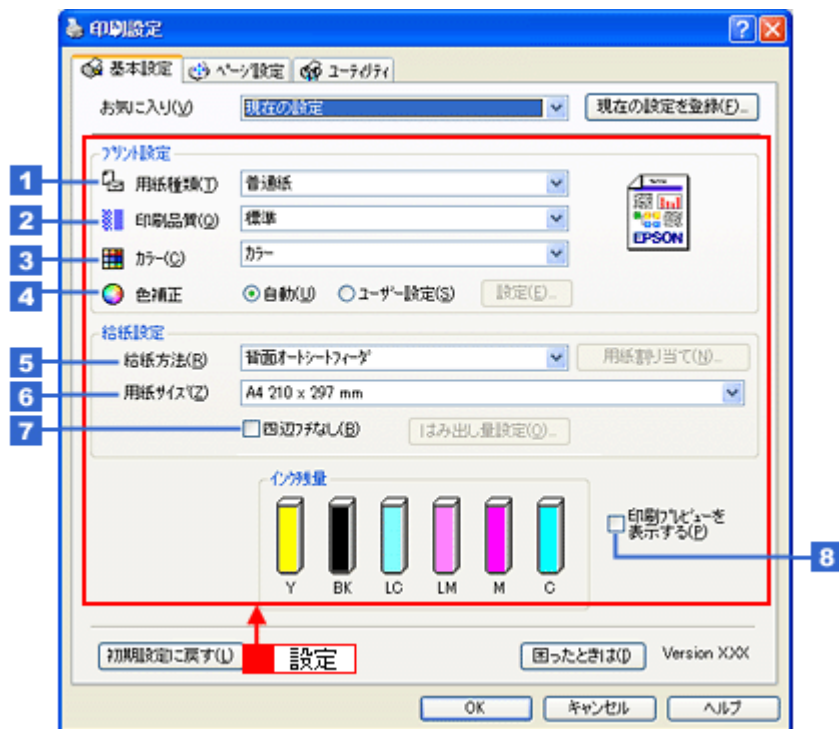 印刷設定
基本設定 ページ設定 ユーティリティ
お気に入り(V) 現在の設定 現在の設定を登録(F)...
プリント設定
1 用紙種類(T) 普通紙
2 印刷品質(Q) 標準
3 カラー(C) カラー
4 色補正 自動(U) ユーザー設定(S) 設定(E)...
EPSON
給紙設定
5 給紙方法(R) 背面オートシートフィーダ 用紙割り当て(N)...
6 用紙サイズ(Z) A4 210 x 297 mm
7 四辺フチなし(B) はみ出し量設定(O)...
インク残量
Y BK LC LM M C
印刷プレビューを
表示する(P)
8
初期設定に戻す(L) 設定 困ったときは(I) Version XXX
OK キャンセル ヘルプ